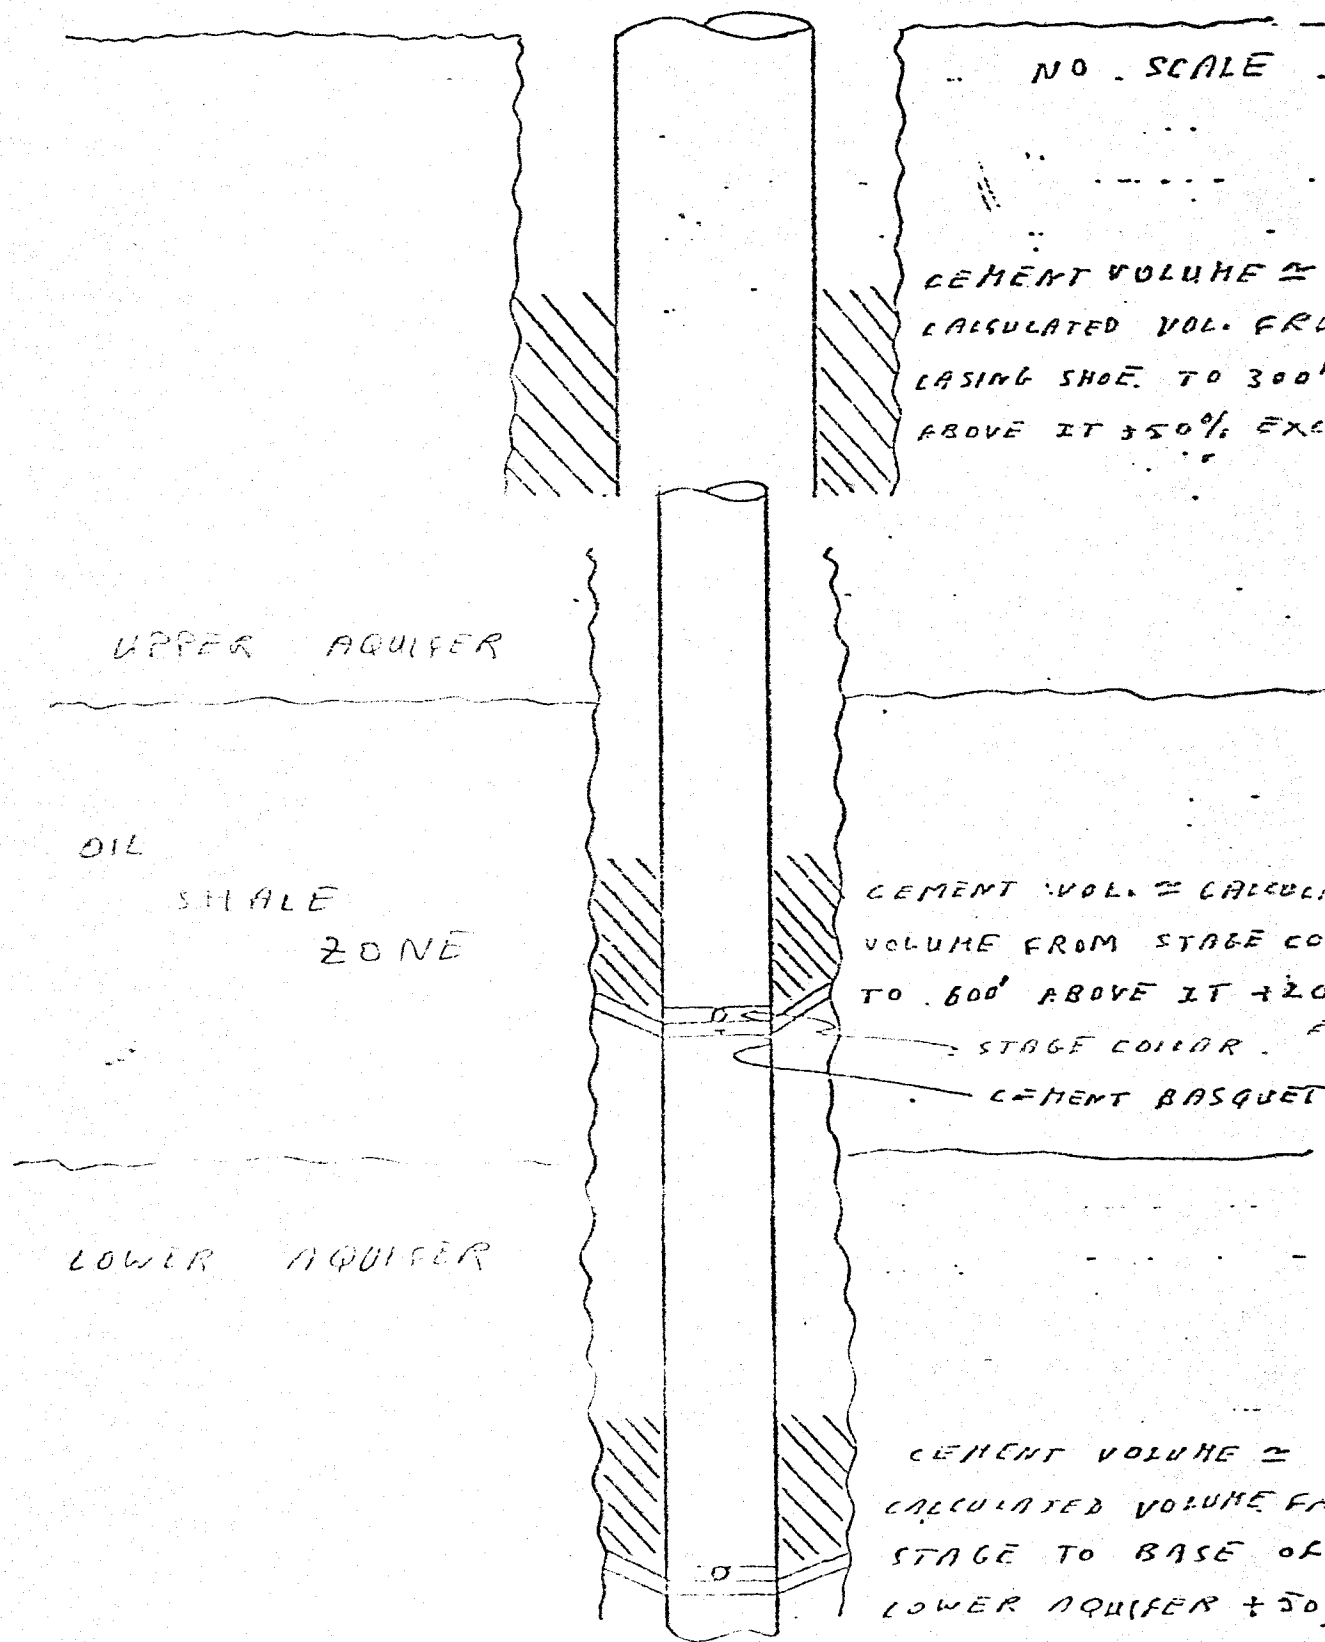 NO. SCALE
CEMENT VOLUME ≃
CALCULATED VOL. FRO
CASING SHOE. TO 300'
ABOVE IT +50% EXC
UPPER AQUIFER
OIL
SHALE
ZONE
CEMENT VOL. ≃ CALCULA
VOLUME FROM STAGE CO
TO 600' ABOVE IT +20
STAGE COLLAR.
CEMENT BASQUET
LOWER AQUIFER
CEMENT VOLUME ≃
CALCULATED VOLUME FR
STAGE TO BASE OF
LOWER AQUIFER +50